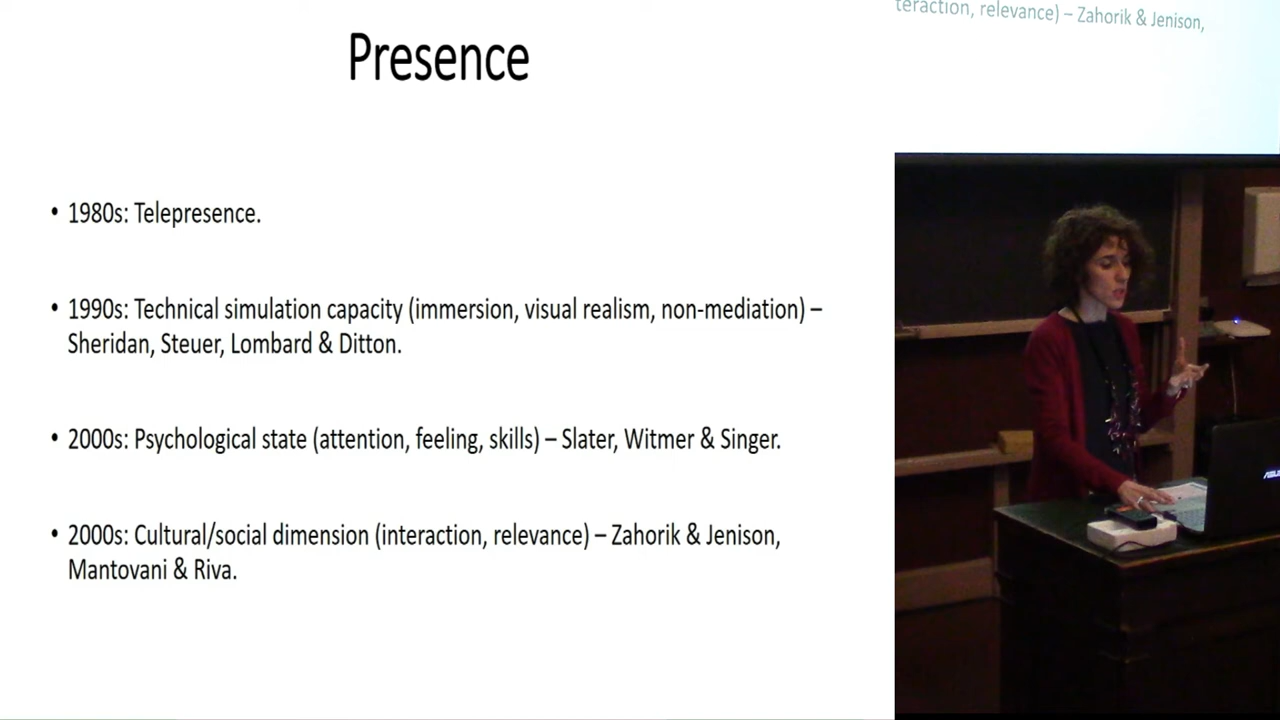 Presence
• 1980s: Telepresence.
• 1990s: Technical simulation capacity (immersion, visual realism, non-mediation) –
Sheridan, Steuer, Lombard & Ditton.
• 2000s: Psychological state (attention, feeling, skills) – Slater, Witmer & Singer.
• 2000s: Cultural/social dimension (interaction, relevance) – Zahorik & Jenison,
Mantovani & Riva.
teraction, relevance) – Zahorik & Jenison,
ASUS